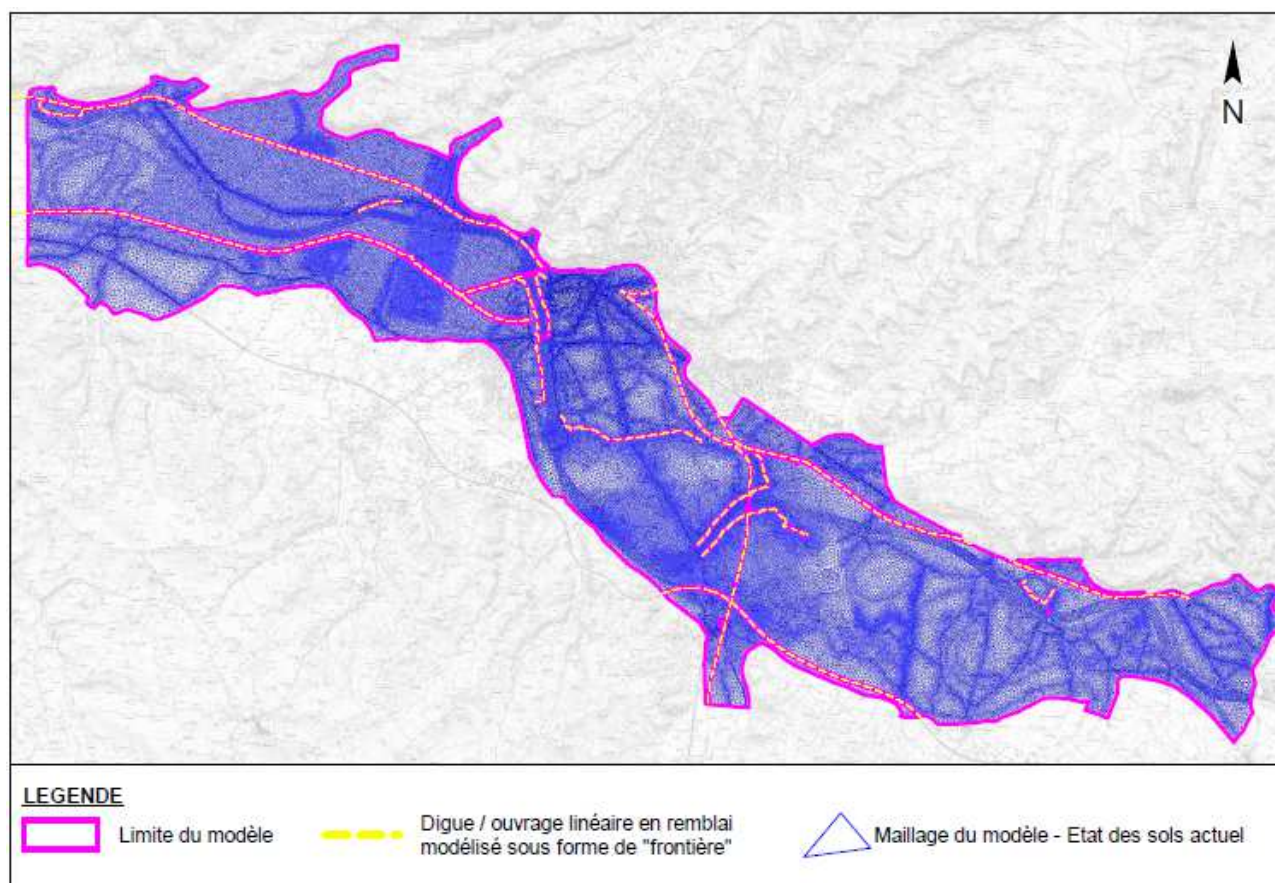 N
LEGENDE
Limite du modèle
Digue / ouvrage linéaire en remblai
modélisé sous forme de "frontière"
Maillage du modèle - Etat des sols actuel